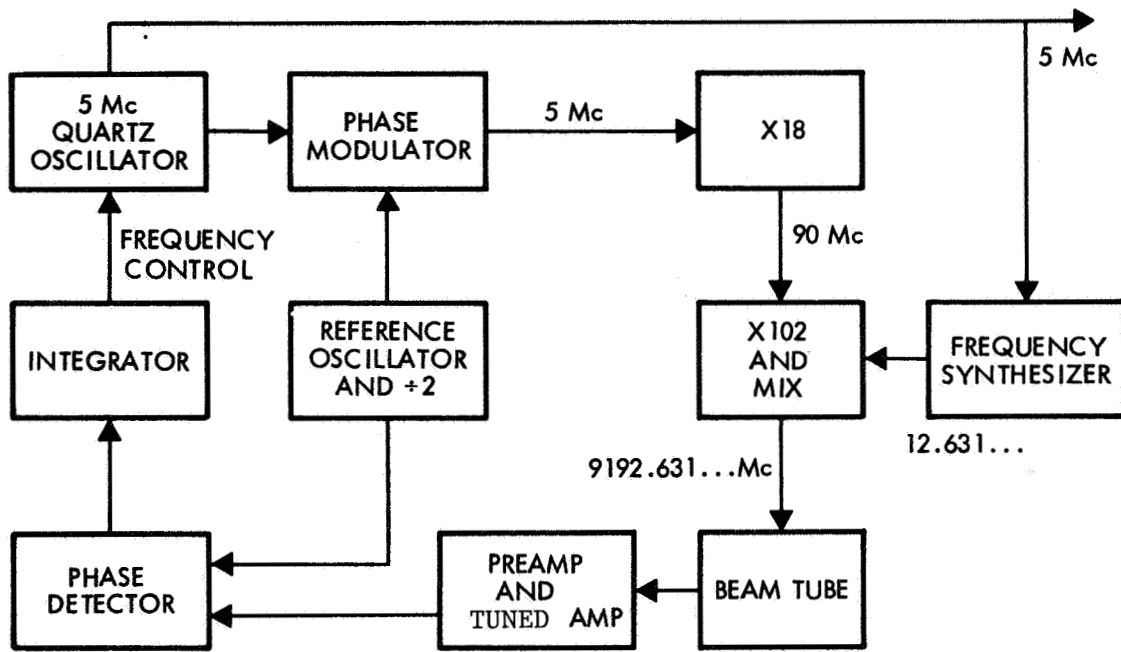 5 Mc
5 Mc
QUARTZ
OSCILLATOR
PHASE
MODULATOR
5 Mc
X18
90 Mc
FREQUENCY
CONTROL
INTEGRATOR
REFERENCE
OSCILLATOR
AND ÷2
X102
AND
MIX
FREQUENCY
SYNTHESIZER
12.631...
9192.631...Mc
PHASE
DETECTOR
PREAMP
AND
TUNED AMP
BEAM TUBE